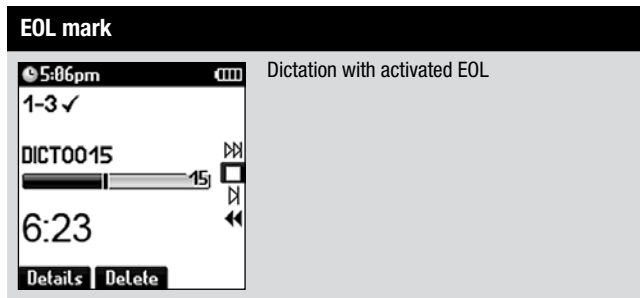 EOL mark
5:06pm
Dictation with activated EOL
1-3 ✓
DICT0015
15
6:23
Details Delete